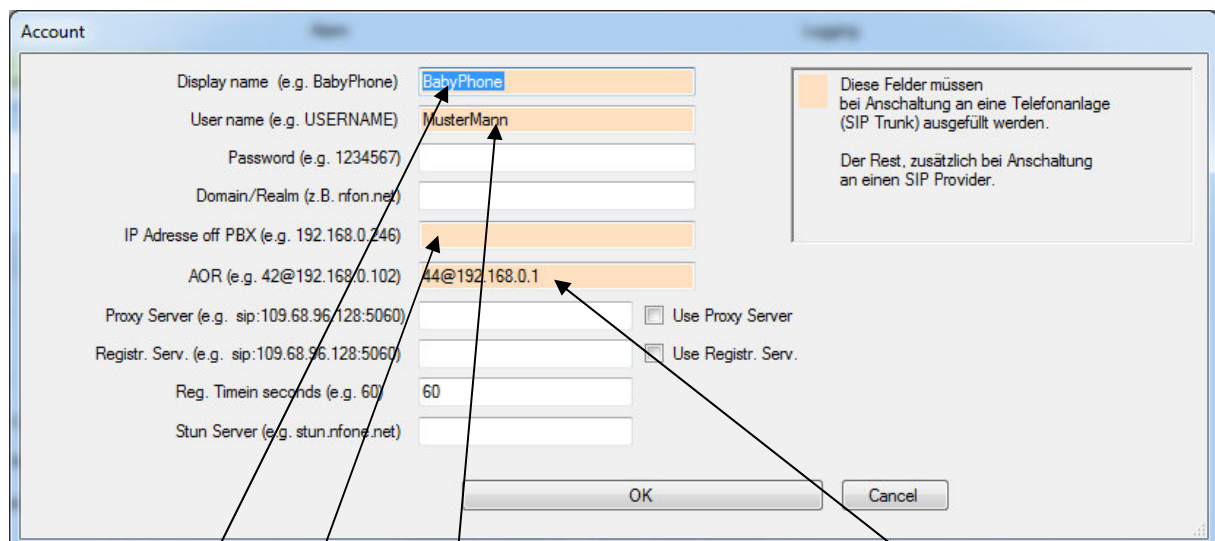 Account
Display name (e.g. BabyPhone) BabyPhone
User name (e.g. USERNAME) MusterMann
Password (e.g. 1234567)
Domain/Realm (z.B. nfon.net)
IP Adresse off PBX (e.g. 192.168.0.246)
AOR (e.g. 42@192.168.0.102) 44@192.168.0.1
Proxy Server (e.g. sip:109.68.96.128:5060) Use Proxy Server
Registr. Serv. (e.g. sip:109.68.96.128:5060) Use Registr. Serv.
Reg. Timein seconds (e.g. 60) 60
Stun Server (e.g. stun.nfone.net)
Diese Felder müssen
bei Anschaltung an eine Telefonanlage
(SIP Trunk) ausgefüllt werden.
Der Rest, zusätzlich bei Anschaltung
an einen SIP Provider.
OK Cancel